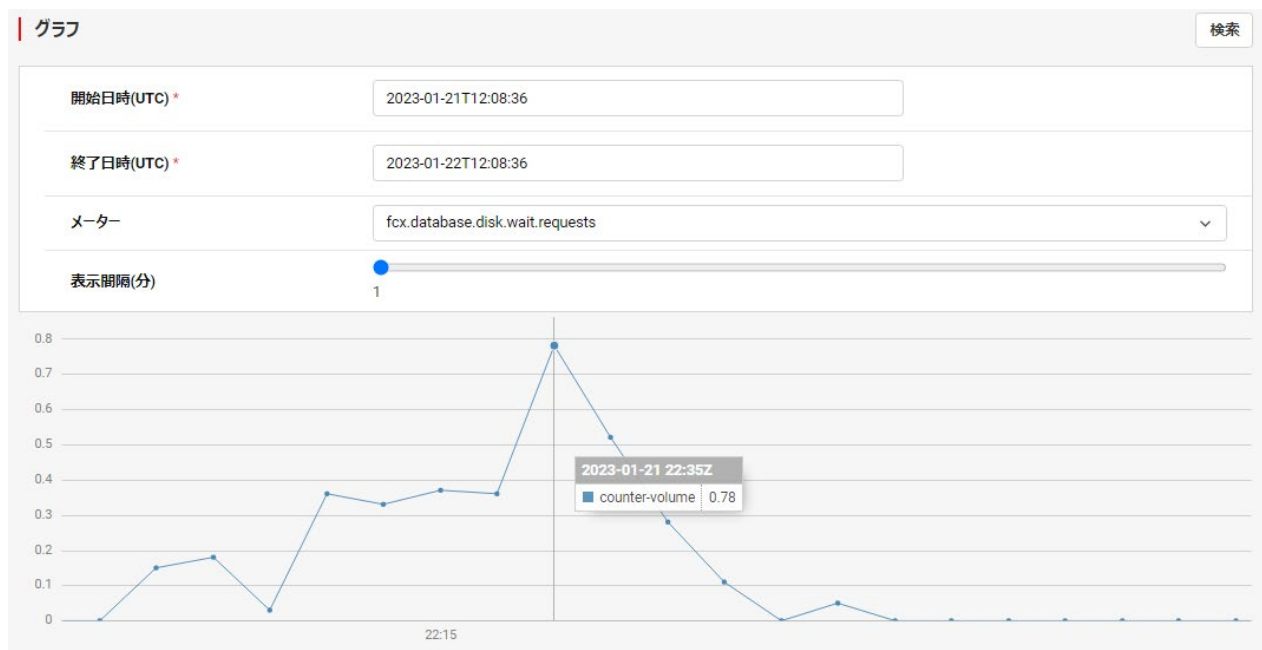 グラフ
検索
開始日時(UTC) *
2023-01-21T12:08:36
終了日時(UTC) *
2023-01-22T12:08:36
メーター
fcx.database.disk.wait.requests
表示間隔(分)
1
0.8
0.7
0.6
0.5
0.4
0.3
0.2
0.1
0
2023-01-21 22:35Z
counter-volume 0.78
22:15